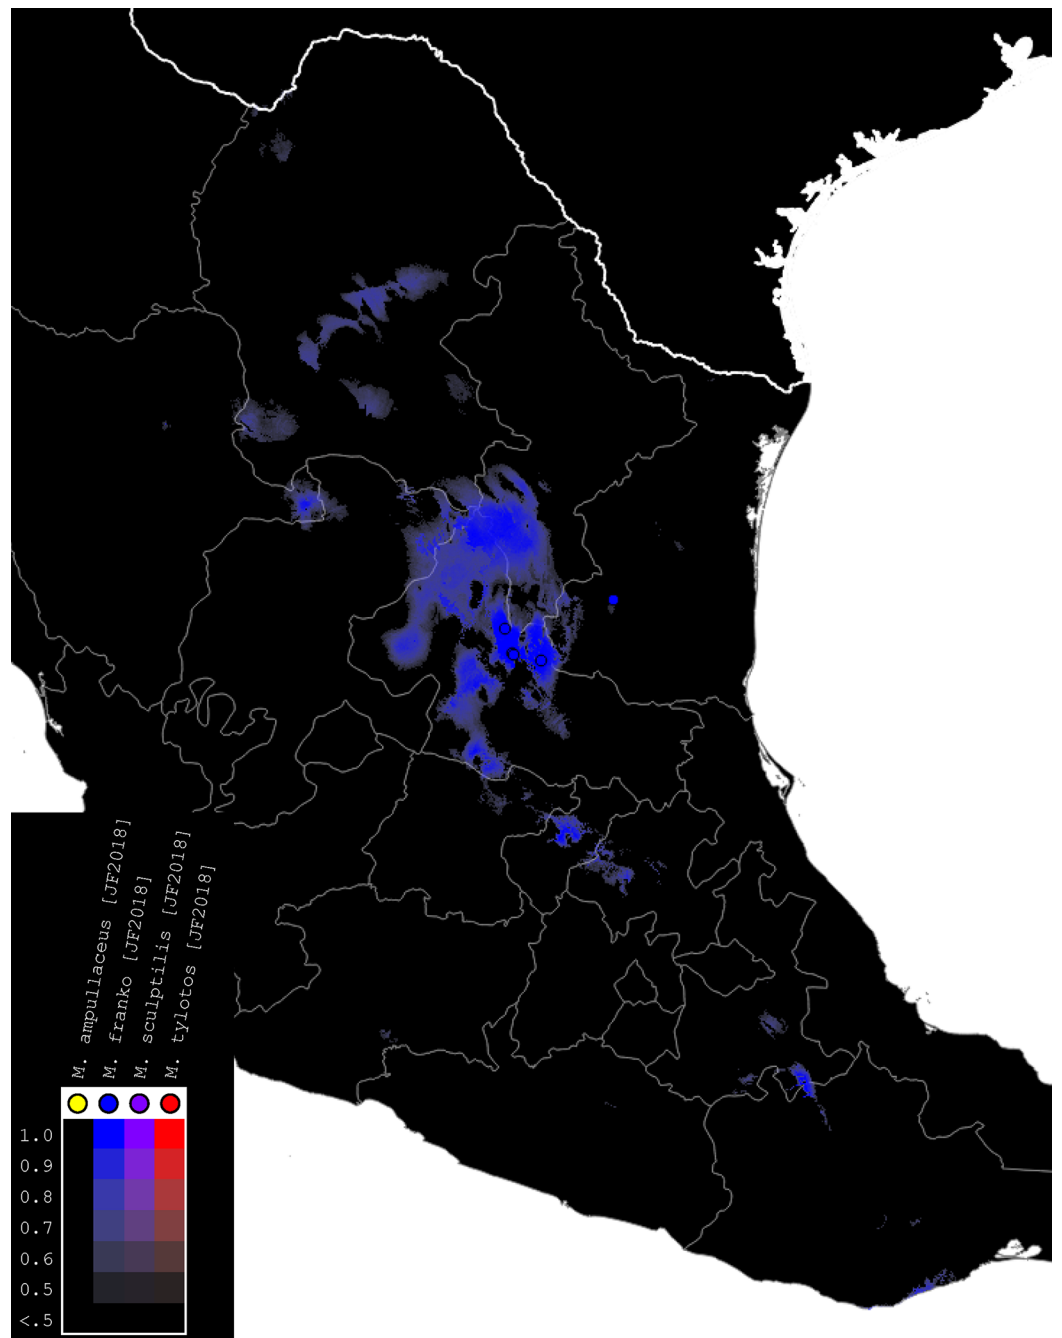 M. ampullaceus [JF2018]
M. franko [JF2018]
M. sculptilis [JF2018]
M. tylotos [JF2018]
1.0
0.9
0.8
0.7
0.6
0.5
<.5